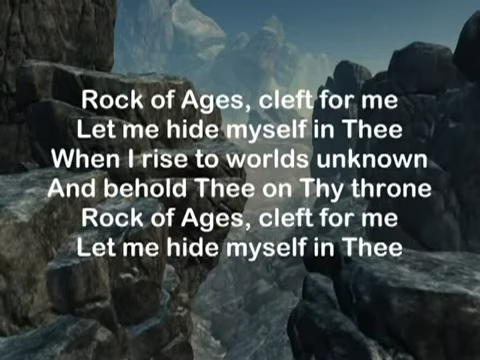 Rock of Ages, cleft for me
Let me hide myself in Thee
When I rise to worlds unknown
And behold Thee on Thy throne
Rock of Ages, cleft for me
Let me hide myself in Thee